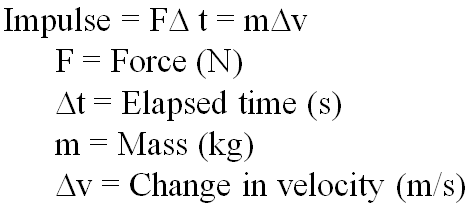 Impulse = FΔ t = mΔv
F = Force (N)
Δt = Elapsed time (s)
m = Mass (kg)
Δv = Change in velocity (m/s)